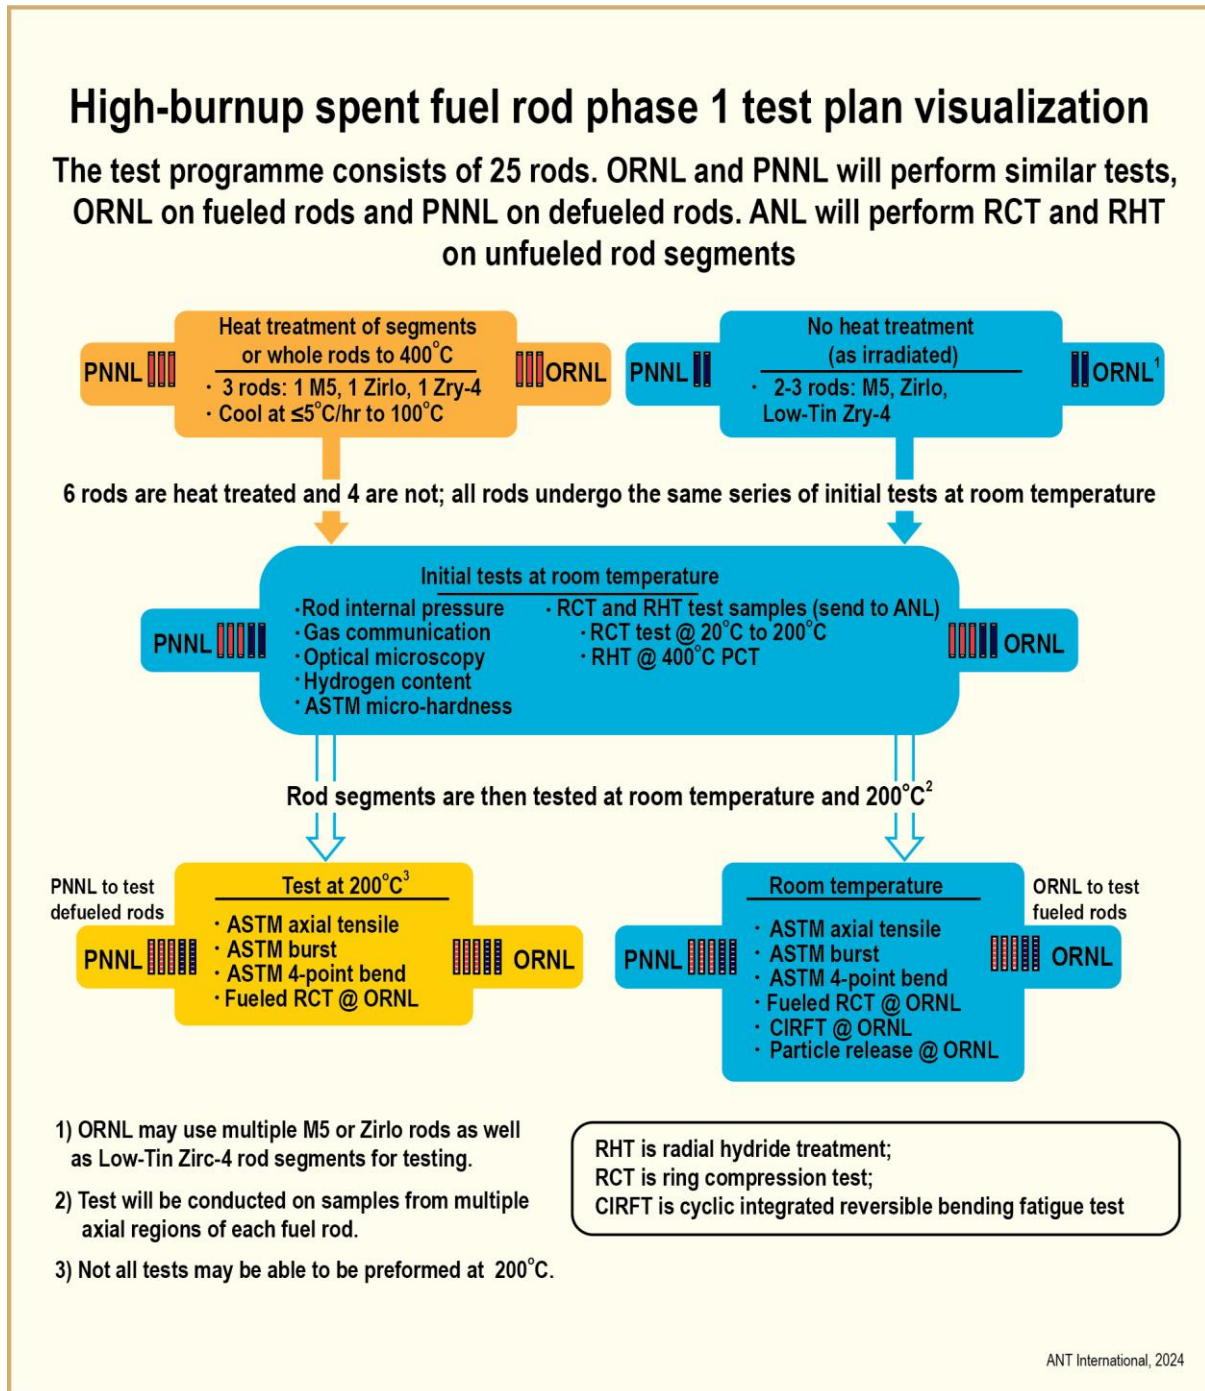 High-burnup spent fuel rod phase 1 test plan visualization
The test programme consists of 25 rods. ORNL and PNNL will perform similar tests,
ORNL on fueled rods and PNNL on defueled rods. ANL will perform RCT and RHT
on unfueled rod segments
Heat treatment of segments
or whole rods to 400°C
PNNL
ORNL
· 3 rods: 1 M5, 1 Zirlo, 1 Zry-4
· Cool at ≤5°C/hr to 100°C
No heat treatment
(as irradiated)
PNNL
ORNL¹
· 2-3 rods: M5, Zirlo,
Low-Tin Zry-4
6 rods are heat treated and 4 are not; all rods undergo the same series of initial tests at room temperature
Initial tests at room temperature
PNNL
· Rod internal pressure
· Gas communication
· Optical microscopy
· Hydrogen content
· ASTM micro-hardness
· RCT and RHT test samples (send to ANL)
· RCT test @ 20°C to 200°C
· RHT @ 400°C PCT
ORNL
Rod segments are then tested at room temperature and 200°C²
PNNL to test
defueled rods
Test at 200°C³
PNNL
· ASTM axial tensile
· ASTM burst
· ASTM 4-point bend
· Fueled RCT @ ORNL
ORNL
Room temperature
PNNL
· ASTM axial tensile
· ASTM burst
· ASTM 4-point bend
· Fueled RCT @ ORNL
· CIRFT @ ORNL
· Particle release @ ORNL
ORNL to test
fueled rods
ORNL
1) ORNL may use multiple M5 or Zirlo rods as well
as Low-Tin Zirc-4 rod segments for testing.
2) Test will be conducted on samples from multiple
axial regions of each fuel rod.
3) Not all tests may be able to be preformed at 200°C.
RHT is radial hydride treatment;
RCT is ring compression test;
CIRFT is cyclic integrated reversible bending fatigue test
ANT International, 2024